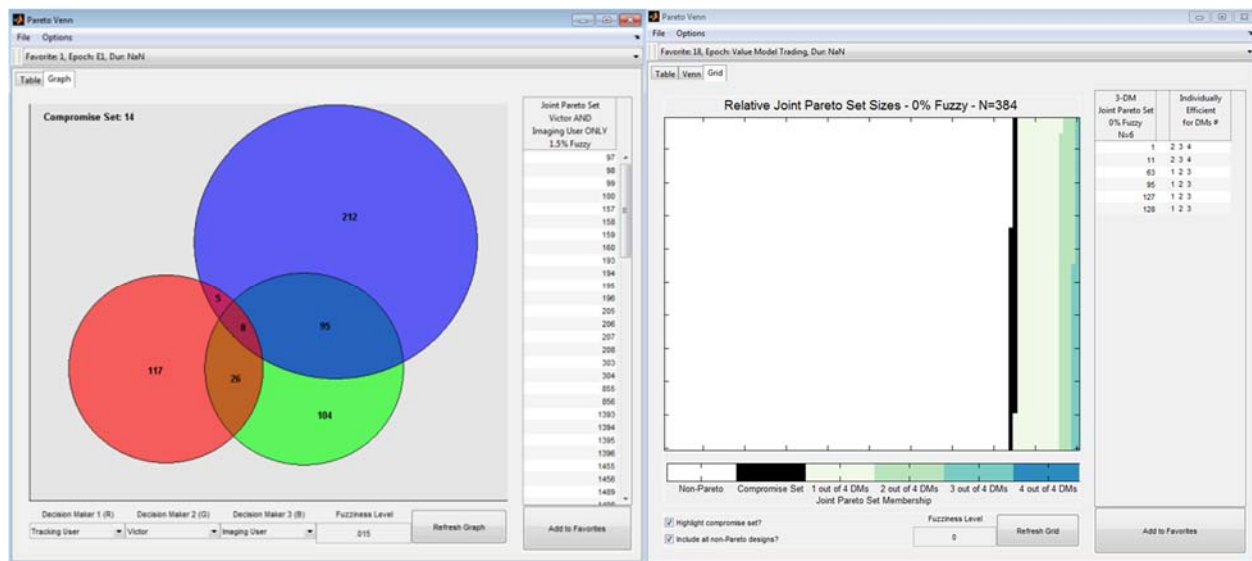 Pareto Venn
File Options
Favorite: 1, Epoch: E1, Dur: NaN
Table Graph
Compromise Set: 14
212
5
8
95
117
26
104
Joint Pareto Set
Victor AND
Imaging User ONLY
1.5% Fuzzy
97
98
99
100
157
158
159
160
193
194
195
196
205
206
207
208
303
304
855
856
1393
1394
1395
1396
1455
1456
1489
Decision Maker 1 (R) Decision Maker 2 (G) Decision Maker 3 (B) Fuzziness Level
Tracking User Victor Imaging User .015
Refresh Graph
Add to Favorites
Pareto Venn
File Options
Favorite: 18, Epoch: Value Model Trading, Dur: NaN
Table Venn Grid
Relative Joint Pareto Set Sizes - 0% Fuzzy - N=384
Non-Pareto Compromise Set 1 out of 4 DMs 2 out of 4 DMs 3 out of 4 DMs 4 out of 4 DMs
Joint Pareto Set Membership
Highlight compromise set?
Include all non-Pareto designs?
Fuzziness Level
0
Refresh Grid
3-DM
Joint Pareto Set
0% Fuzzy
N=6
Individually
Efficient
for DMs #
1 2 3 4
11 2 3 4
63 1 2 3
95 1 2 3
127 1 2 3
128 1 2 3
Add to Favorites